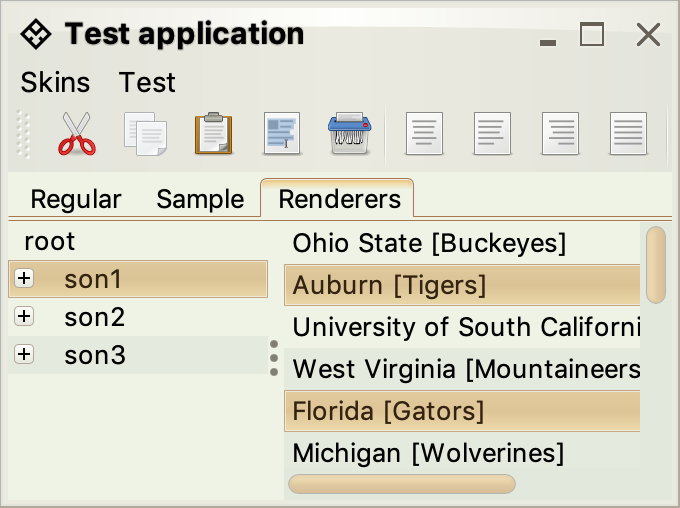 Test application
Skins Test
Regular Sample Renderers
root
son1
son2
son3
Ohio State [Buckeyes]
Auburn [Tigers]
University of South Californi
West Virginia [Mountaineers
Florida [Gators]
Michigan [Wolverines]